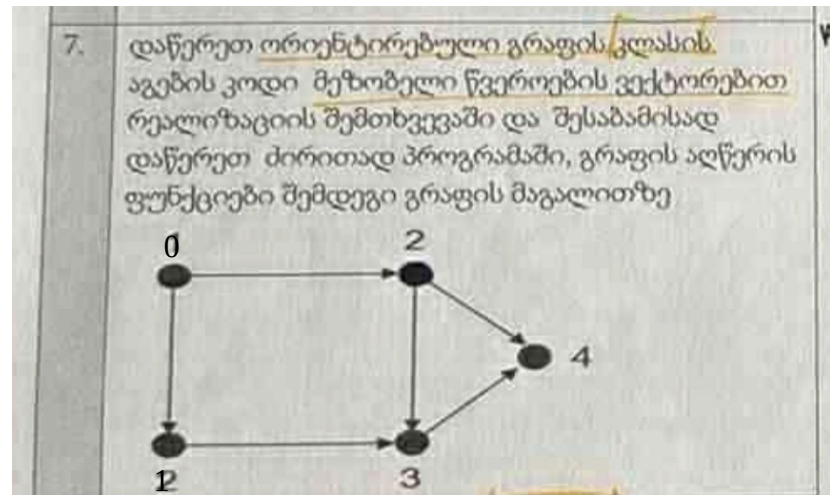 7. დაწერეთ ორიენტირებული გრაფის კლასის
აგების კოდი მეზობელი წვეროების ვექტორებით
რეალიზაციის შემთხვევაში და შესაბამისად
დაწერეთ ძირითად პროგრამაში, გრაფის აღწერის
ფუნქციები შემდეგი გრაფის მაგალითზე
0 2
4
1 3